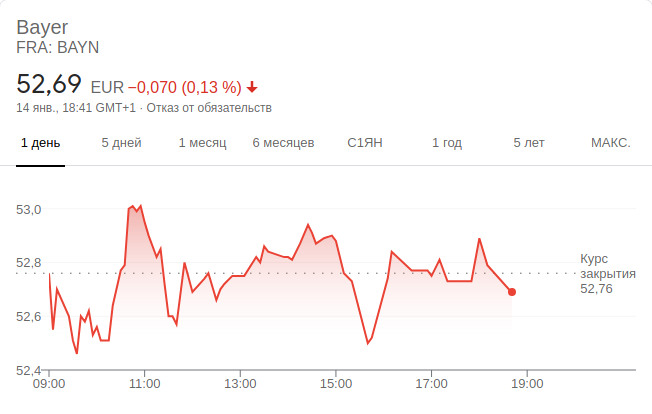 Bayer
FRA: BAYN
52,69 EUR −0,070 (0,13 %)
14 янв., 18:41 GMT+1 · Отказ от обязательств
1 день 5 дней 1 месяц 6 месяцев С1ЯН 1 год 5 лет МАКС.
53,0
52,8
52,6
52,4
Курс
закрытия
52,76
09:00 11:00 13:00 15:00 17:00 19:00